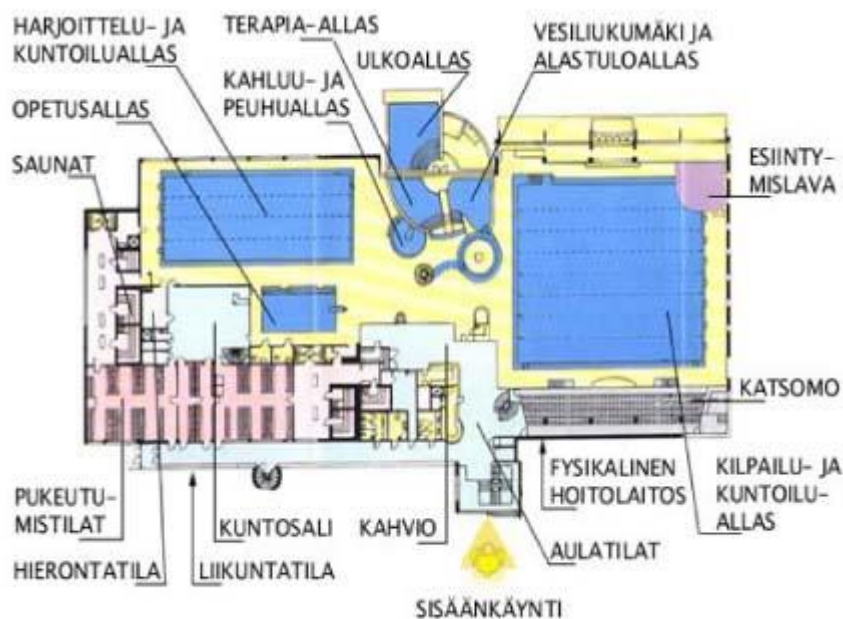 HARJOITTELU- JA
KUNTOILUALLAS
OPETUSALLAS
SAUNAT
TERAPIA-ALLAS
KAHLUU- JA
PEUHUALLAS
ULKOALLAS
VESILIUKUMÄKI JA
ALASTULOALLAS
ESIINTY-
MISLAVA
KATSOMO
KILPAILU- JA
KUNTOILU-
ALLAS
FYSIKALINEN
HOITOLAITOS
AULATILAT
PUKEUTU-
MISTILAT
HIERONTATILA
KUNTOSALI
LIIKUNTATILA
KAHVIO
SISÄÄNKÄYNTI